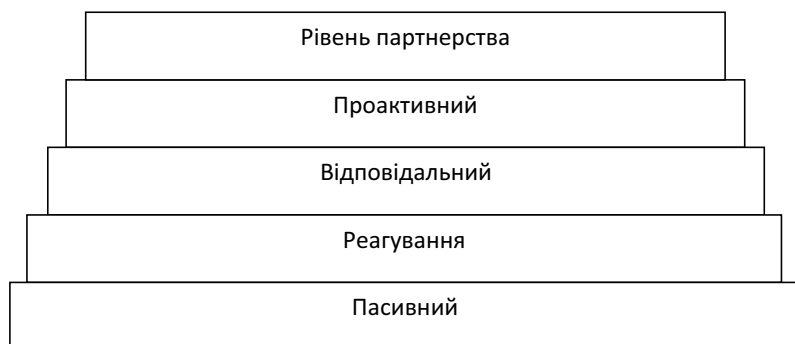 Рівень партнерства
Проактивний
Відповідальний
Реагування
Пасивний